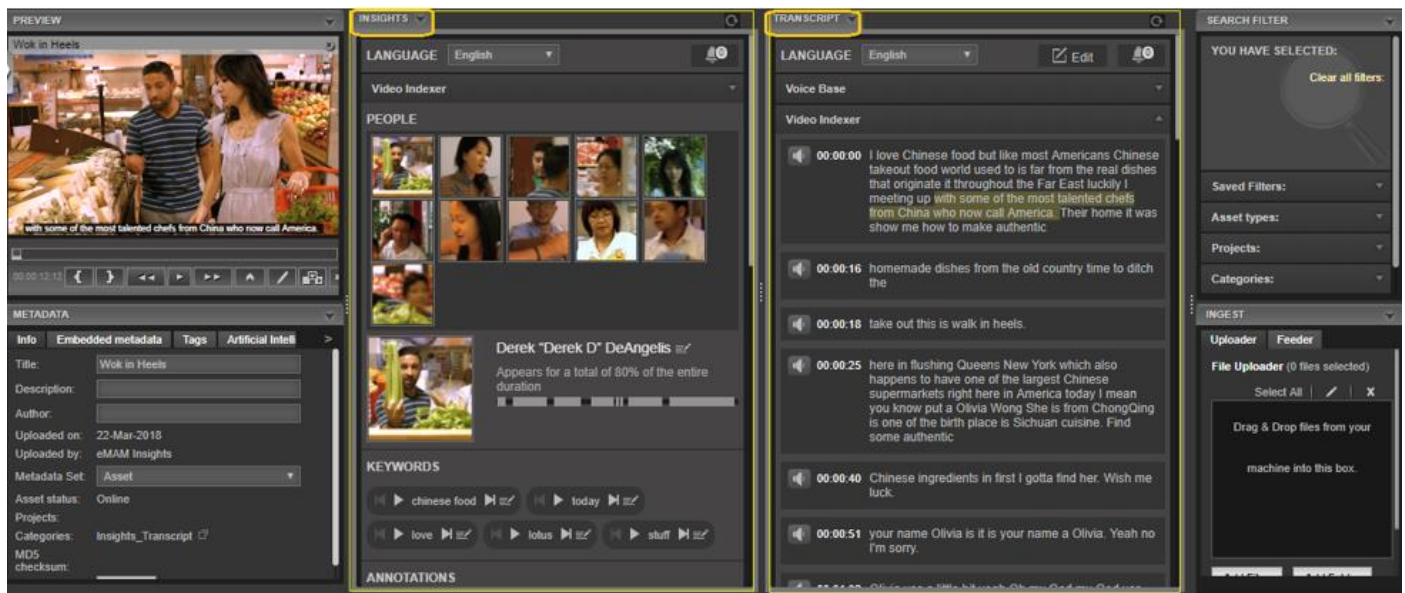 PREVIEW
Wok in Heels
with some of the most talented chefs from China who now call America.
00:00:12:12
METADATA
Info
Embedded metadata
Tags
Artificial Intelli
>
Title:
Wok in Heels
Description:
Author:
Uploaded on:
22-Mar-2018
Uploaded by:
eMAM Insights
Metadata Set:
Asset
Asset status:
Online
Projects:
Categories:
Insights_Transcript
MD5
checksum:
INSIGHTS
LANGUAGE
English
0
Video Indexer
PEOPLE
Derek "Derek D" DeAngelis
Appears for a total of 80% of the entire
duration
KEYWORDS
chinese food
today
love
lotus
stuff
ANNOTATIONS
TRANSCRIPT
LANGUAGE
English
Edit
0
Voice Base
Video Indexer
00:00:00 I love Chinese food but like most Americans Chinese
takeout food world used to is far from the real dishes
that originate it throughout the Far East luckily I
meeting up with some of the most talented chefs
from China who now call America. Their home it was
show me how to make authentic
00:00:16 homemade dishes from the old country time to ditch
the
00:00:18 take out this is walk in heels.
00:00:25 here in flushing Queens New York which also
happens to have one of the largest Chinese
supermarkets right here in America today I mean
you know put a Olivia Wong She is from ChongQing
is one of the birth place is Sichuan cuisine. Find
some authentic
00:00:40 Chinese ingredients in first I gotta find her. Wish me
luck.
00:00:51 your name Olivia is it is your name a Olivia. Yeah no
I'm sorry.
SEARCH FILTER
YOU HAVE SELECTED:
Clear all filters:
Saved Filters:
Asset types:
Projects:
Categories:
INGEST
Uploader
Feeder
File Uploader (0 files selected)
Select All
X
Drag & Drop files from your
machine into this box.